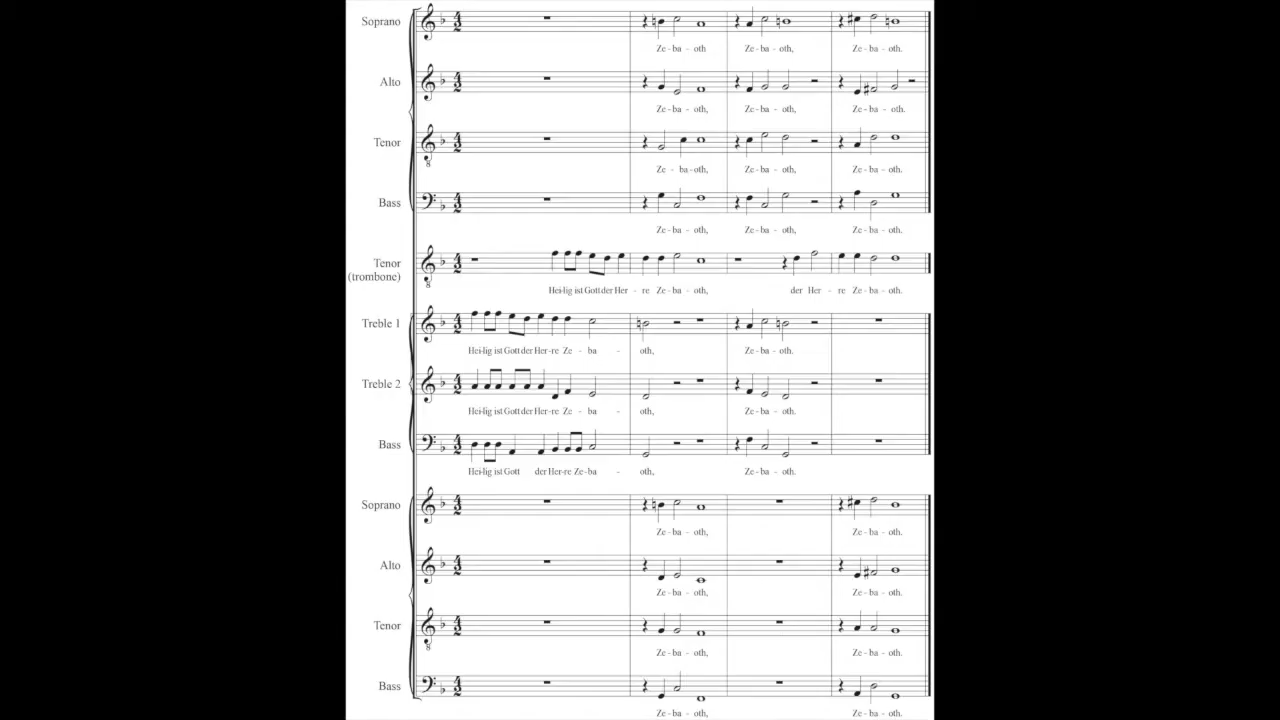 Soprano
Ze - ba - oth Ze - ba - oth, Ze - ba - oth.
Alto
Ze - ba - oth, Ze - ba - oth, Ze - ba - oth.
Tenor
8
Ze - ba - oth, Ze - ba - oth, Ze - ba - oth.
Bass
Ze - ba - oth, Ze - ba - oth, Ze - ba - oth.
Tenor
(trombone)
8
Hei-lig ist Gott der Her - re Ze - ba - oth, der Her - re Ze - ba - oth.
Treble 1
Hei-lig ist Gott der Her-re Ze - ba - oth, Ze - ba - oth.
Treble 2
Hei-lig ist Gott der Her-re Ze - ba - oth, Ze - ba - oth.
Bass
Hei-lig ist Gott der Her-re Ze-ba - oth, Ze - ba - oth.
Soprano
Ze - ba - oth, Ze - ba - oth.
Alto
Ze - ba - oth, Ze - ba - oth.
Tenor
8
Ze - ba - oth, Ze - ba - oth.
Bass
Ze - ba - oth, Ze - ba - oth.